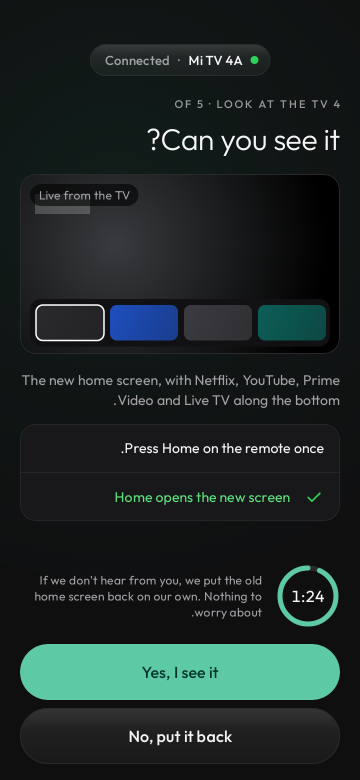 Connected · Mi TV 4A
OF 5 · LOOK AT THE TV 4
?Can you see it
Live from the TV
The new home screen, with Netflix, YouTube, Prime
.Video and Live TV along the bottom
.Press Home on the remote once
Home opens the new screen
If we don't hear from you, we put the old
home screen back on our own. Nothing to
.worry about
1:24
Yes, I see it
No, put it back